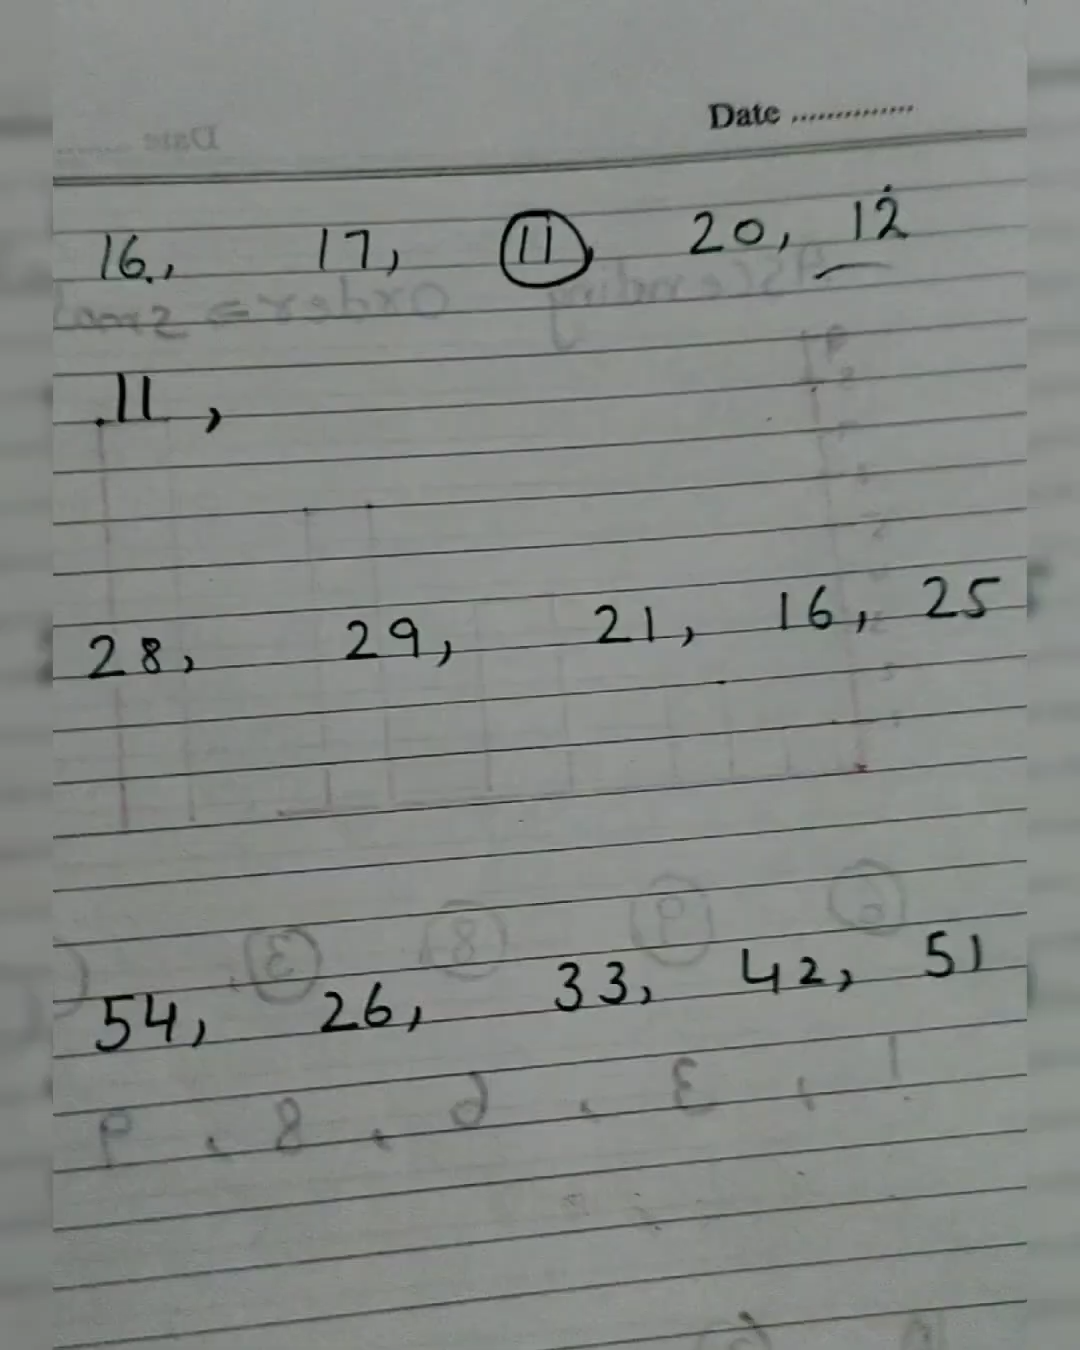 Date ..............
16, 17, 11, 20, 12
11,
28, 29, 21, 16, 25
54, 26, 33, 42, 51